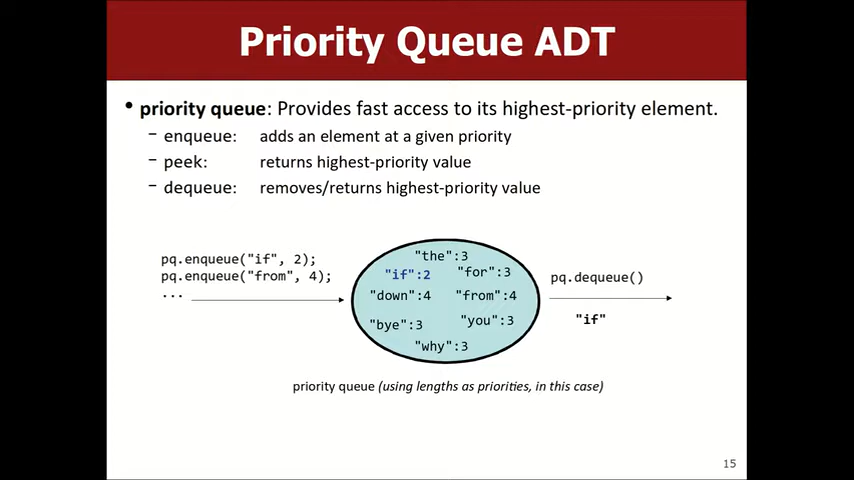 Priority Queue ADT
• priority queue: Provides fast access to its highest-priority element.
– enqueue: adds an element at a given priority
– peek: returns highest-priority value
– dequeue: removes/returns highest-priority value
pq.enqueue("if", 2);
pq.enqueue("from", 4);
...
"the":3
"if":2 "for":3
"down":4 "from":4
"bye":3 "you":3
"why":3
pq.dequeue()
"if"
priority queue (using lengths as priorities, in this case)
15